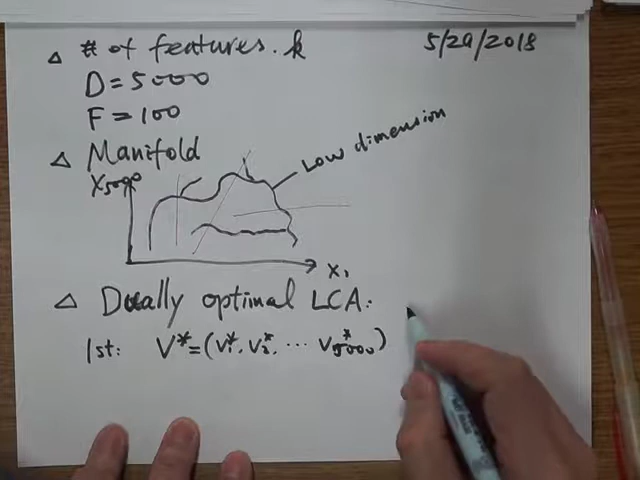 5/29/2018
△ # of features. k
D = 5000
F = 100
△ Manifold
Low dimension
X5000
X1
△ Dually optimal LCA:
1st: V* = (v1*, v2*, ... v5000*)